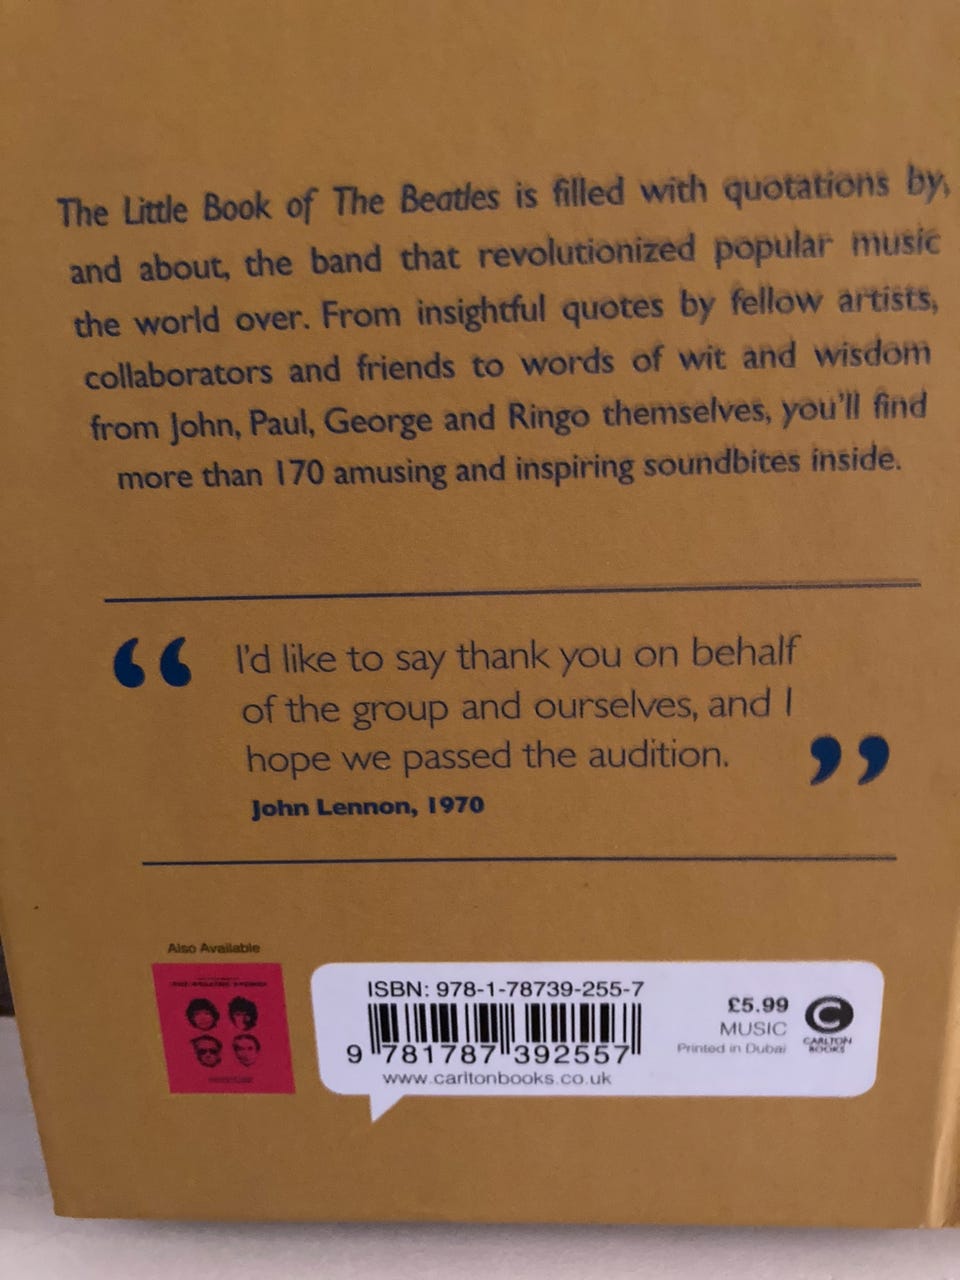 The Little Book of The Beatles is filled with quotations by,
and about, the band that revolutionized popular music
the world over. From insightful quotes by fellow artists,
collaborators and friends to words of wit and wisdom
from John, Paul, George and Ringo themselves, you'll find
more than 170 amusing and inspiring soundbites inside.
“ I'd like to say thank you on behalf
of the group and ourselves, and I
hope we passed the audition. ”
John Lennon, 1970
Also Available
ISBN: 978-1-78739-255-7
9 781787 392557
www.carltonbooks.co.uk
£5.99
MUSIC
Printed in Dubai
C
CARLTON
BOOKS